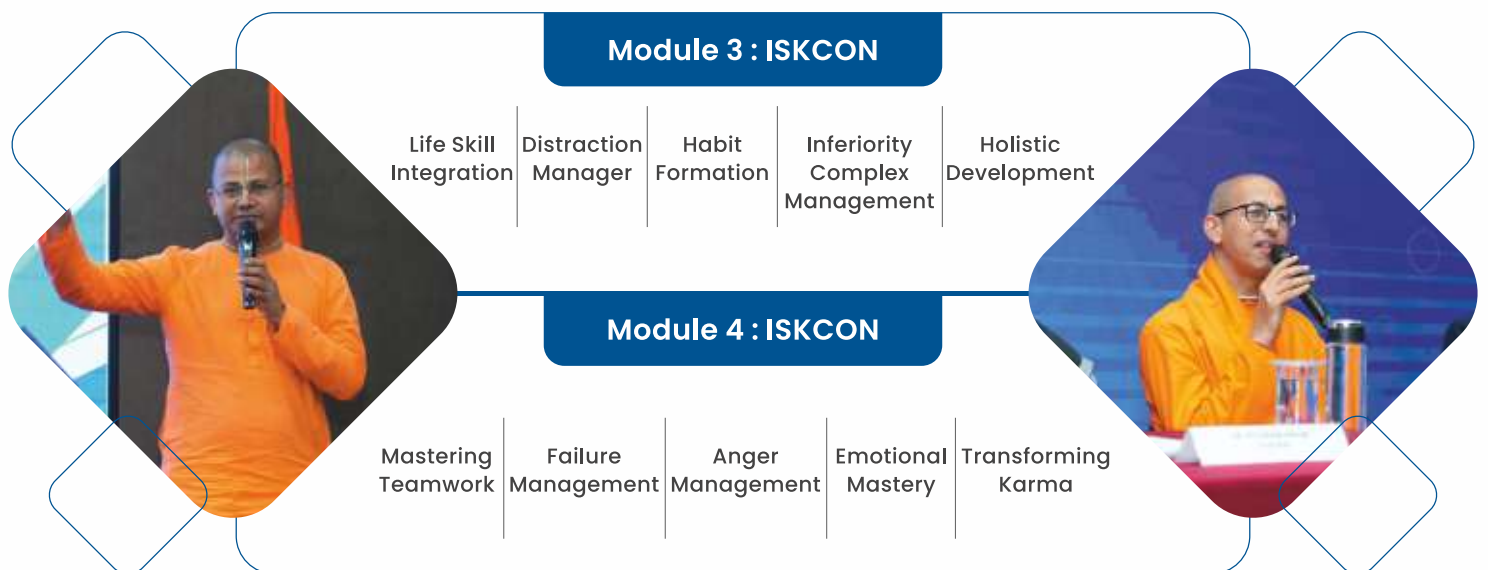 Module 3 : ISKCON
Life Skill
Integration
Distraction
Manager
Habit
Formation
Inferiority
Complex
Management
Holistic
Development
Module 4 : ISKCON
Mastering
Teamwork
Failure
Management
Anger
Management
Emotional
Mastery
Transforming
Karma